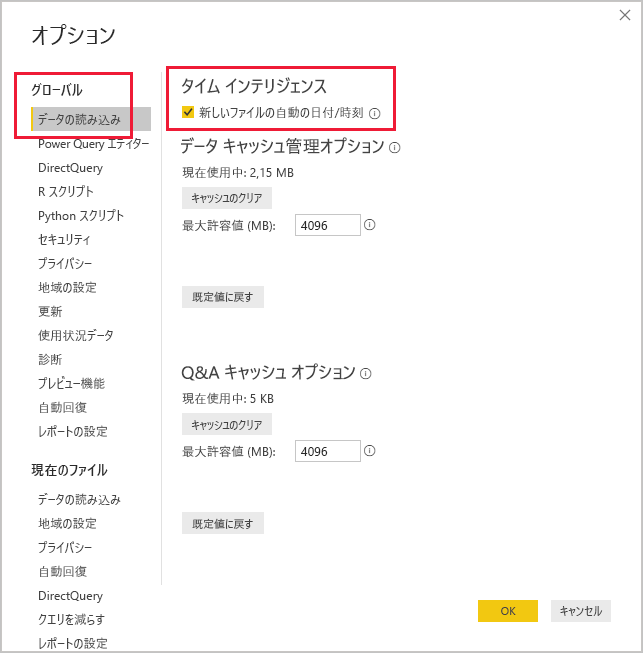 オプション
グローバル
データの読み込み
Power Query エディター
DirectQuery
R スクリプト
Python スクリプト
セキュリティ
プライバシー
地域の設定
更新
使用状況データ
診断
プレビュー機能
自動回復
レポートの設定
現在のファイル
データの読み込み
地域の設定
プライバシー
自動回復
DirectQuery
クエリを減らす
レポートの設定
タイム インテリジェンス
新しいファイルの自動の日付/時刻
データ キャッシュ管理オプション
現在使用中: 2,15 MB
キャッシュのクリア
最大許容値 (MB): 4096
既定値に戻す
Q&A キャッシュ オプション
現在使用中: 5 KB
キャッシュのクリア
最大許容値 (MB): 4096
既定値に戻す
OK
キャンセル